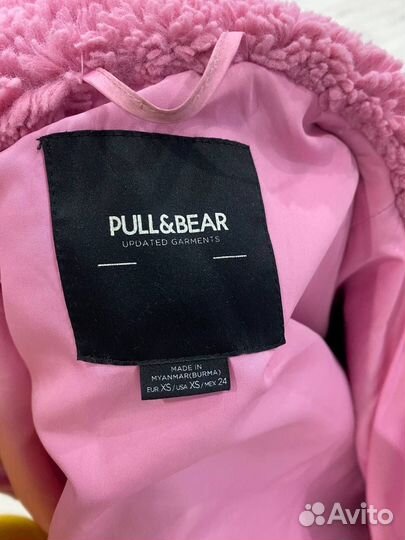 PULL&BEAR
UPDATED GARMENTS
MADE IN
MYANMAR(BURMA)
EUR XS/USA XS/MEX 24
Avito